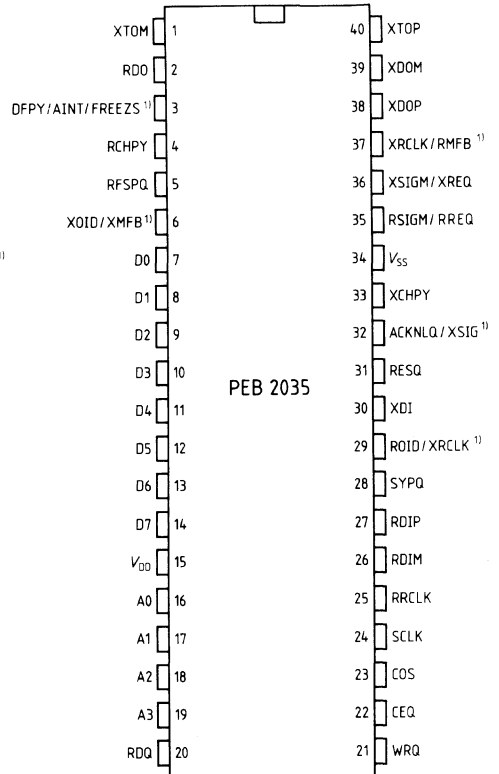 XTOM 1 40 XTOP
RDO 2 39 XDOM
DFPY/AINT/FREEZS 1) 3 38 XDOP
RCHPY 4 37 XRCLK/RMFB 1)
RFSPQ 5 36 XSIGM/XREQ
XOID/XMFB 1) 6 35 RSIGM/RREQ
1)
D0 7 34 VSS
D1 8 33 XCHPY
D2 9 32 ACKNLQ/XSIG 1)
D3 10 31 RESQ
PEB 2035
D4 11 30 XDI
D5 12 29 ROID/XRCLK 1)
D6 13 28 SYPQ
D7 14 27 RDIP
VDD 15 26 RDIM
A0 16 25 RRCLK
A1 17 24 SCLK
A2 18 23 COS
A3 19 22 CEQ
RDQ 20 21 WRQ